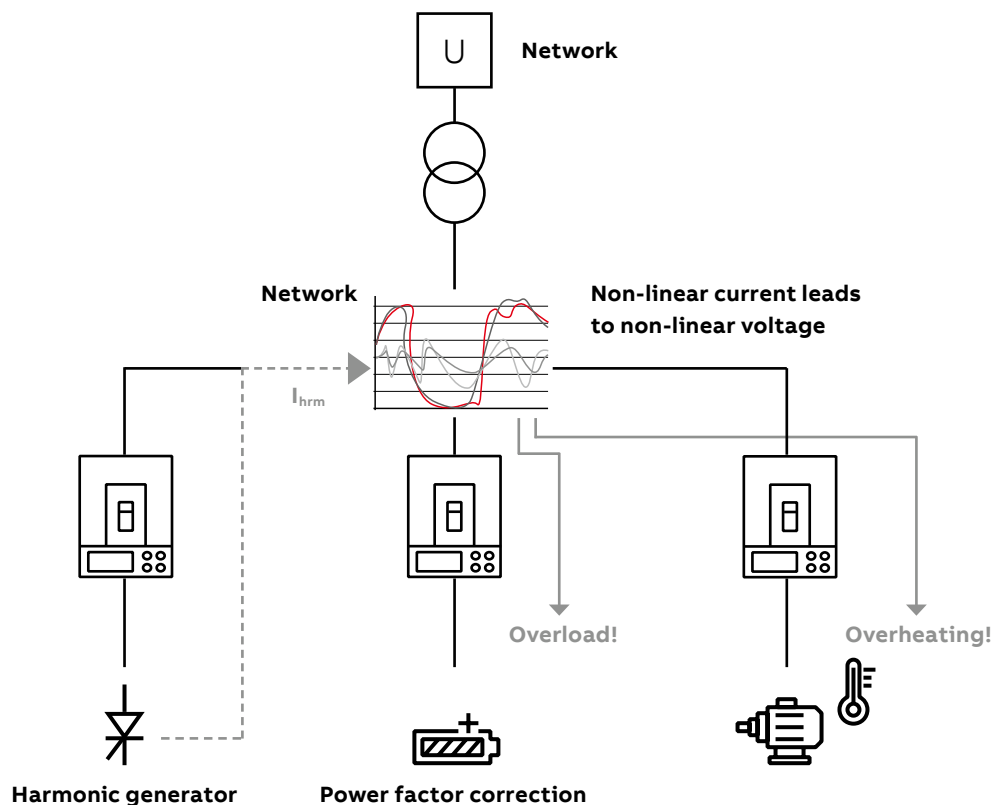 U
Network
Network
Non-linear current leads
to non-linear voltage
Ihrm
Overload!
Overheating!
Harmonic generator
Power factor correction